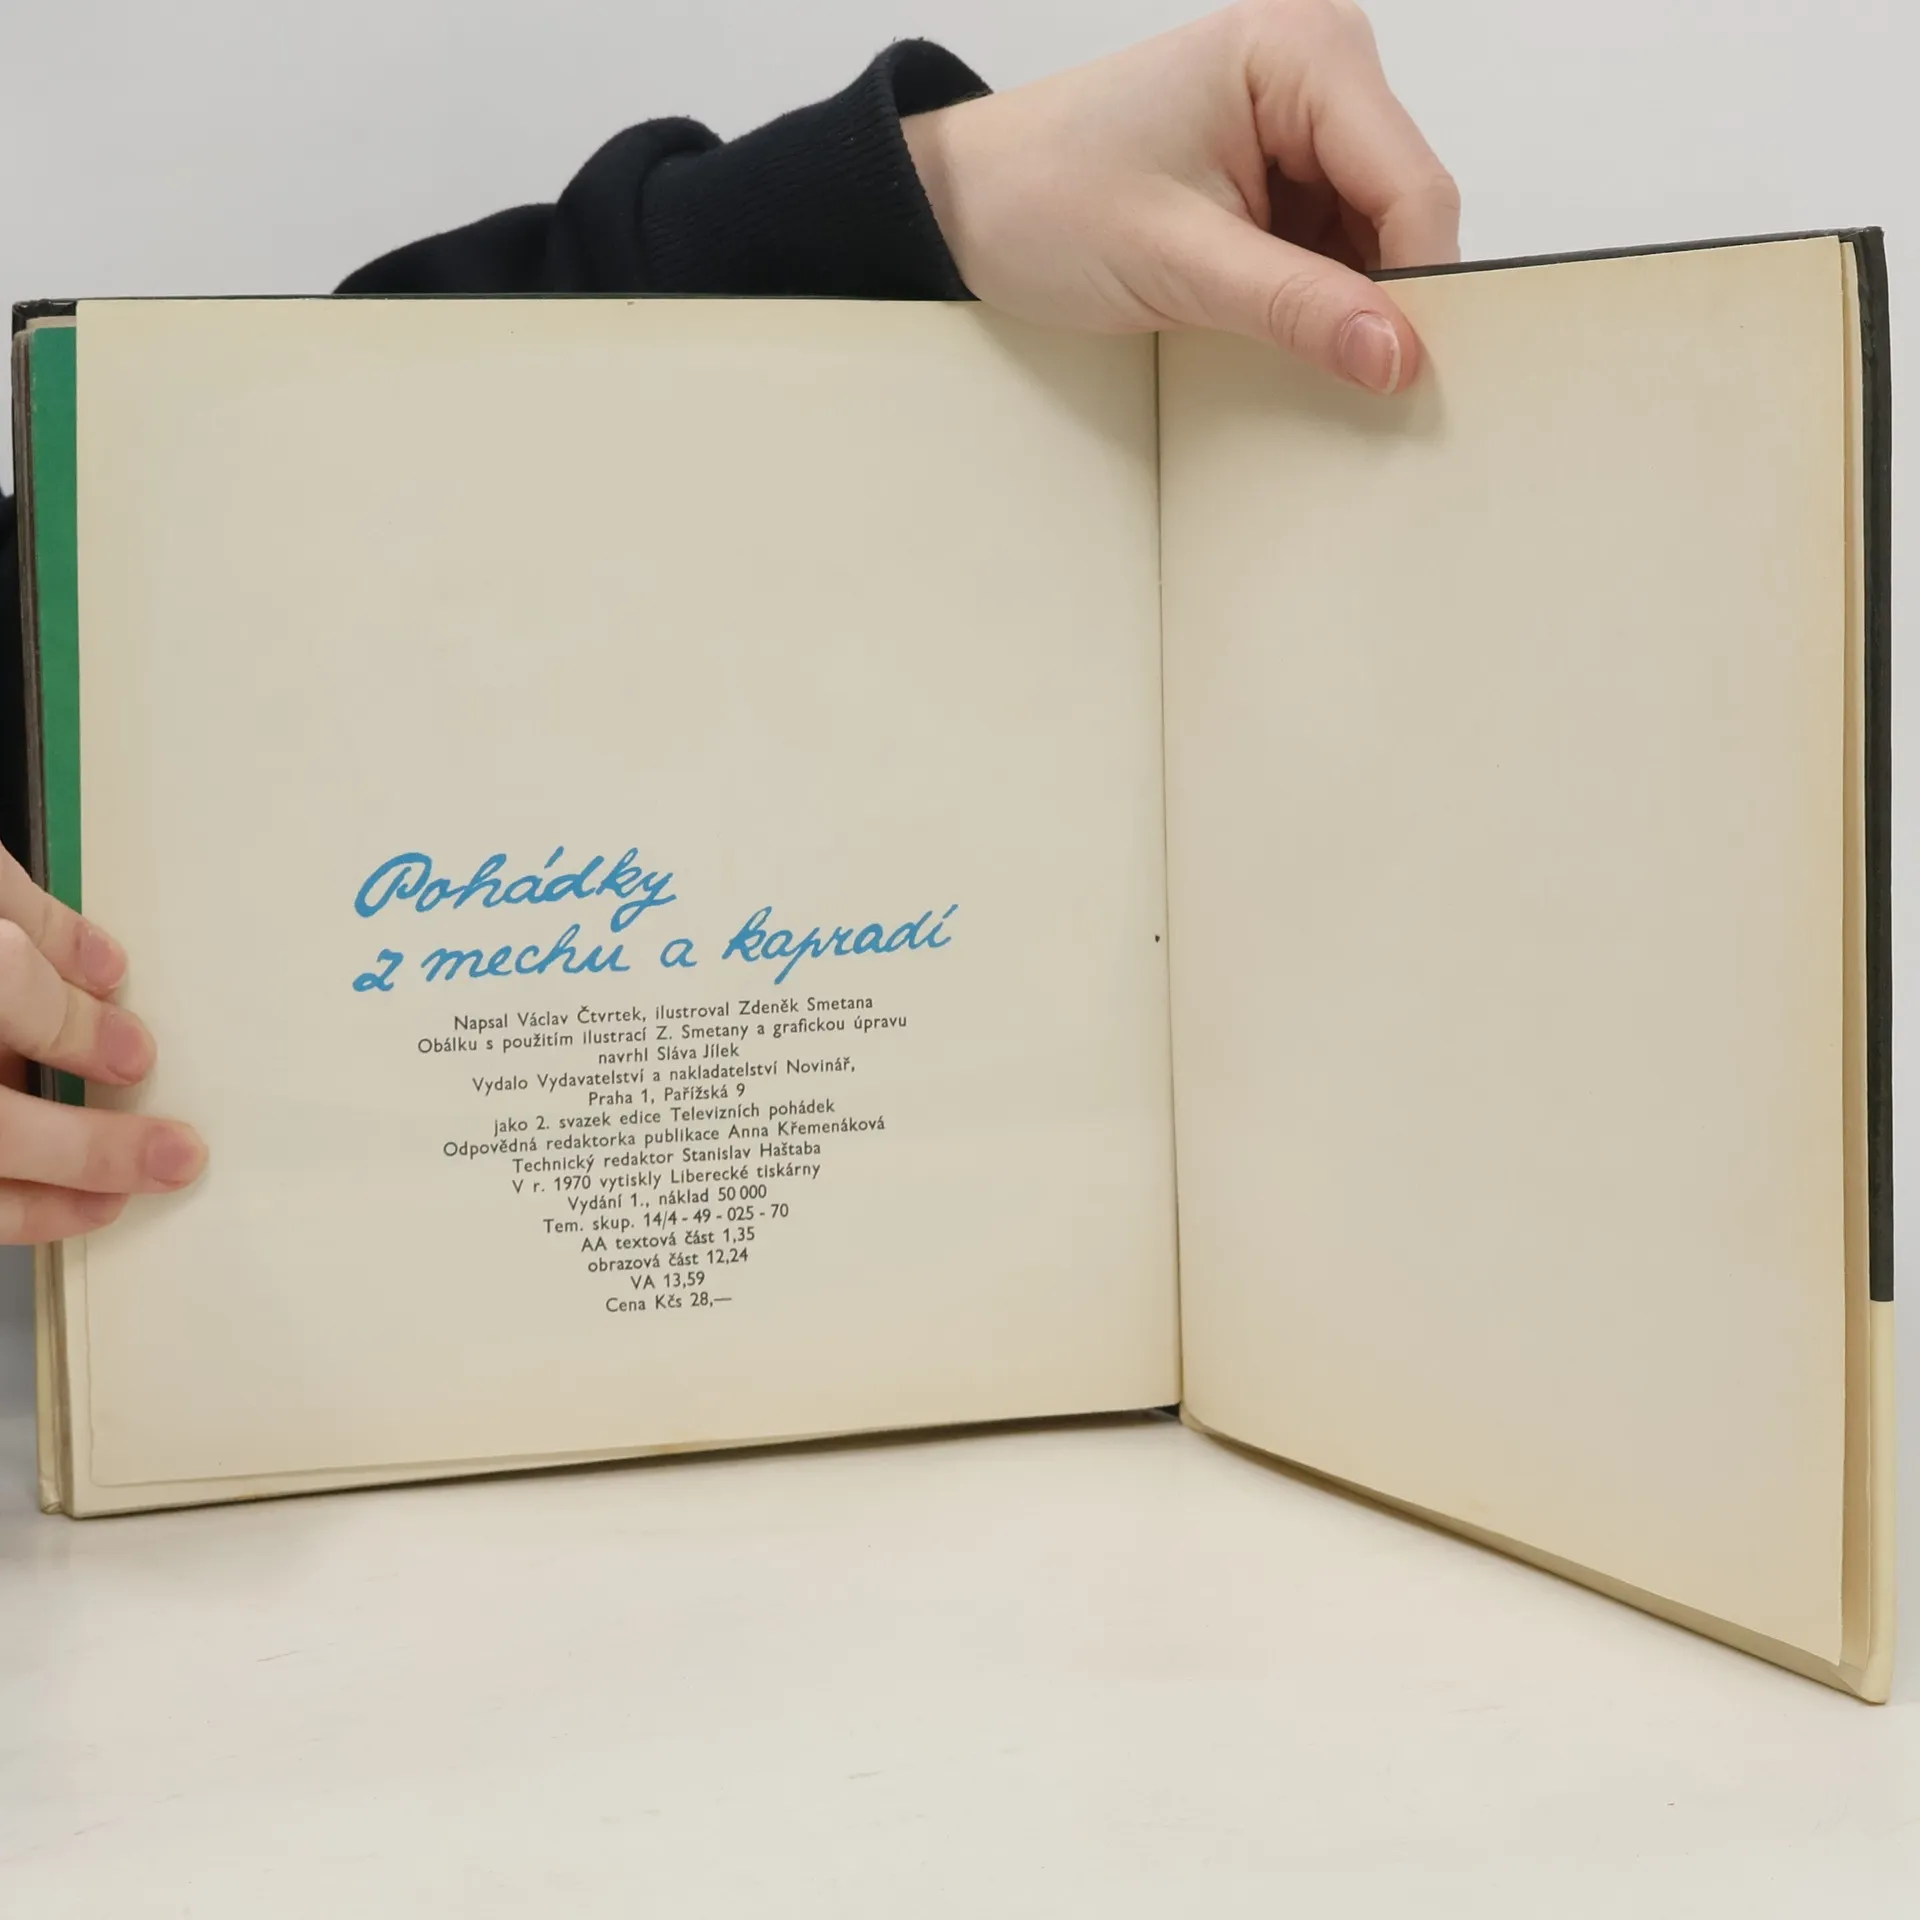 Pohádky
z mechu a kapradí
Napsal Václav Čtvrtek, ilustroval Zdeněk Smetana
Obálku s použitím ilustrací Z. Smetany a grafickou úpravu
navrhl Sláva Jílek
Vydalo Vydavatelství a nakladatelství Novinář,
Praha 1, Pařížská 9
jako 2. svazek edice Televizních pohádek
Odpovědná redaktorka publikace Anna Křemenáková
Technický redaktor Stanislav Haštaba
V r. 1970 vytiskly Liberecké tiskárny
Vydání 1., náklad 50 000
Tem. skup. 14/4 - 49 - 025 - 70
AA textová část 1,35
obrazová část 12,24
VA 13,59
Cena Kčs 28,—